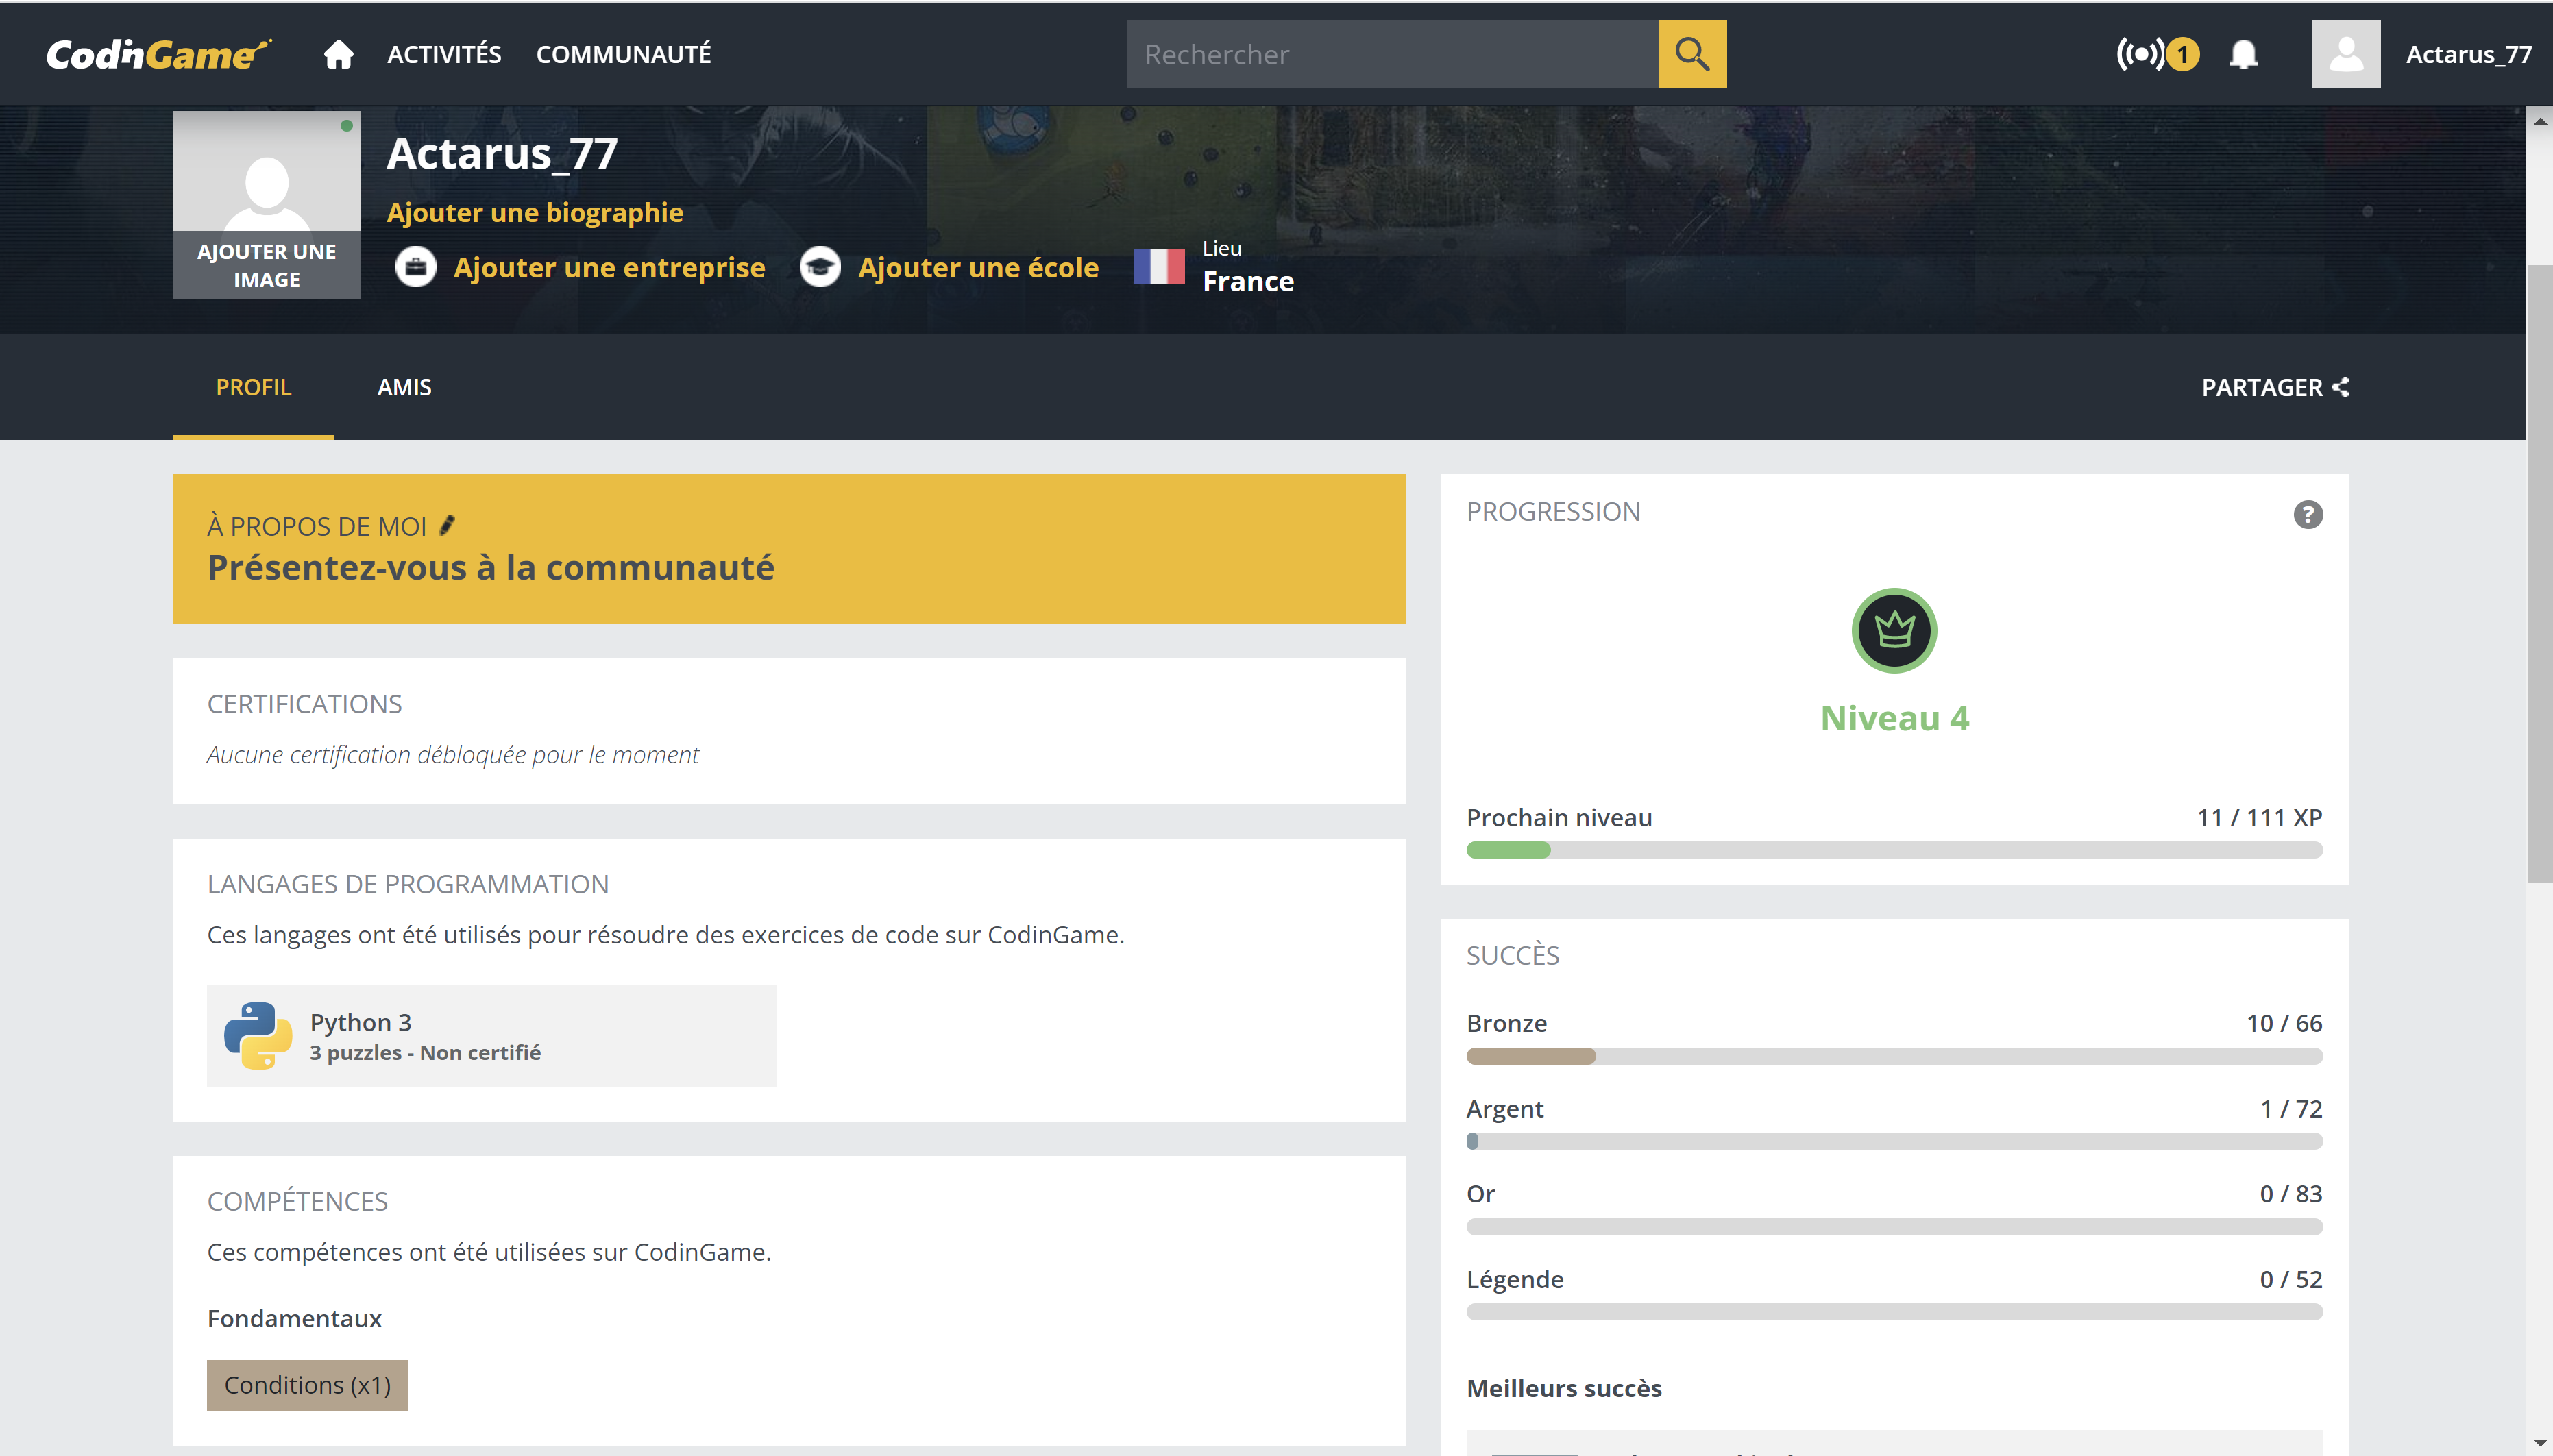 CodinGame
ACTIVITÉS
COMMUNAUTÉ
Rechercher
1
Actarus_77
AJOUTER UNE
IMAGE
Actarus_77
Ajouter une biographie
Ajouter une entreprise
Ajouter une école
Lieu
France
PROFIL
AMIS
PARTAGER
À PROPOS DE MOI
Présentez-vous à la communauté
CERTIFICATIONS
Aucune certification débloquée pour le moment
LANGAGES DE PROGRAMMATION
Ces langages ont été utilisés pour résoudre des exercices de code sur CodinGame.
Python 3
3 puzzles - Non certifié
COMPÉTENCES
Ces compétences ont été utilisées sur CodinGame.
Fondamentaux
Conditions (x1)
PROGRESSION
?
Niveau 4
Prochain niveau
11 / 111 XP
SUCCÈS
Bronze
10 / 66
Argent
1 / 72
Or
0 / 83
Légende
0 / 52
Meilleurs succès